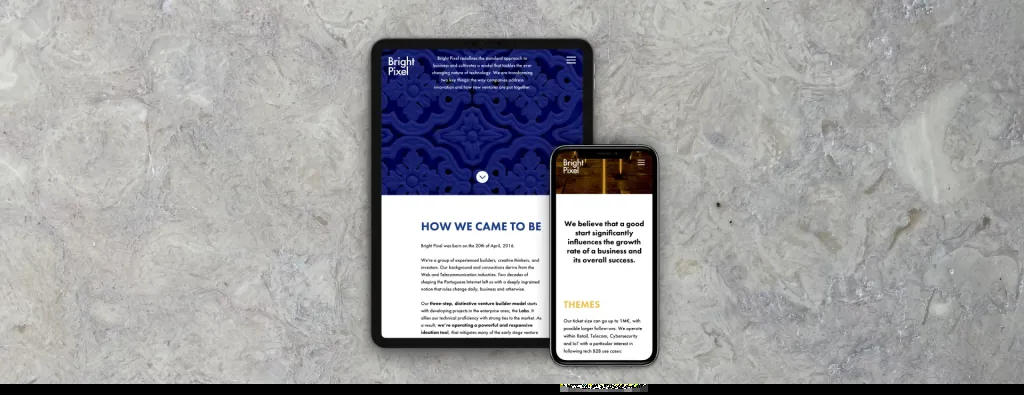 Bright
Pixel
Bright Pixel redefines the standard approach to
business and cultivates a model that tackles the ever
changing nature of technology. We are transforming
two key things: the way companies address
innovation and how new ventures are put together.
HOW WE CAME TO BE
Bright Pixel was born on the 20th of April, 2016.
We're a group of experienced builders, creative thinkers, and
investors. Our background and connections derive from the
Web and Telecommunication industries. Two decades of
shaping the Portuguese Internet left us with a deeply ingrained
notion that rules change daily, business and otherwise.
Our three-step, distinctive venture builder model starts
with developing projects in the enterprise area, the Labs. It
allies our technical proficiency with strong ties to the market. As
a result, we're operating a powerful and responsive
ideation tool, that mitigates many of the early stage venture
Bright
Pixel
We believe that a good
start significantly
influences the growth
rate of a business and
its overall success.
THEMES
Our ticket size can go up to 1M€, with
possible larger follow-ons. We operate
within Retail, Telecom, Cybersecurity
and IoT with a particular interest in
following tech B2B use cases: